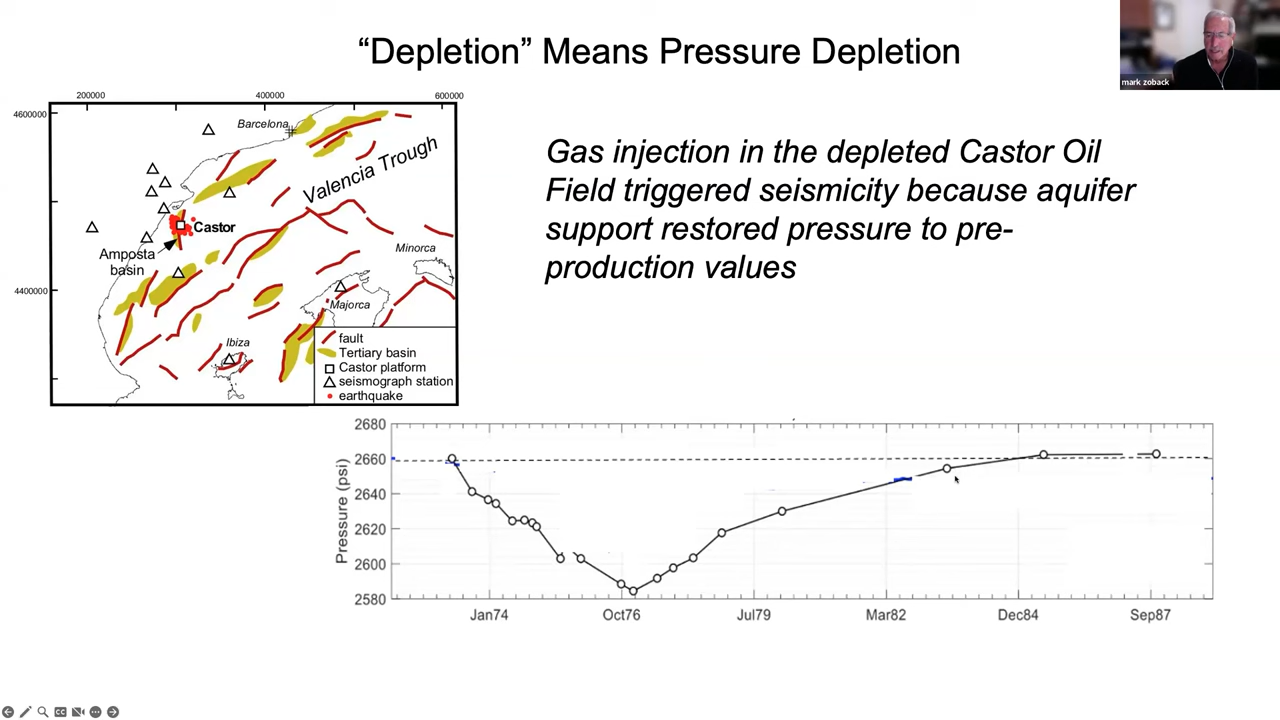 “Depletion” Means Pressure Depletion
mark zoback
200000
400000
600000
4600000
4400000
Barcelona
Valencia Trough
Castor
Amposta
basin
Minorca
Majorca
Ibiza
fault
Tertiary basin
Castor platform
seismograph station
earthquake
Gas injection in the depleted Castor Oil
Field triggered seismicity because aquifer
support restored pressure to pre-
production values
Pressure (psi)
2680
2660
2640
2620
2600
2580
Jan74
Oct76
Jul79
Mar82
Dec84
Sep87
CC